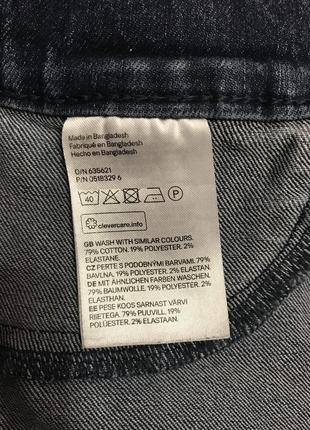 Made in Bangladesh
Fabriqué en Bangladesh
Hecho en Bangladesh
O/N 635621
P/N 0518329 6
40 P
clevercare.info
GB WASH WITH SIMILAR COLOURS.
79% COTTON. 19% POLYESTER. 2%
ELASTANE.
CZ PERTE S PODOBNÝMI BARVAMI. 79%
BAVLNA, 19% POLYESTER. 2% ELASTAN.
DE MIT ÄHNLICHEN FARBEN WASCHEN.
79% BAUMWOLLE. 19% POLYESTER. 2%
ELASTAN.
EE PESE KOOS SARNAST VÄRVI
RIIETEGA. 79% PUUVILL. 19%
POLÜESTER. 2% ELASTAAN.